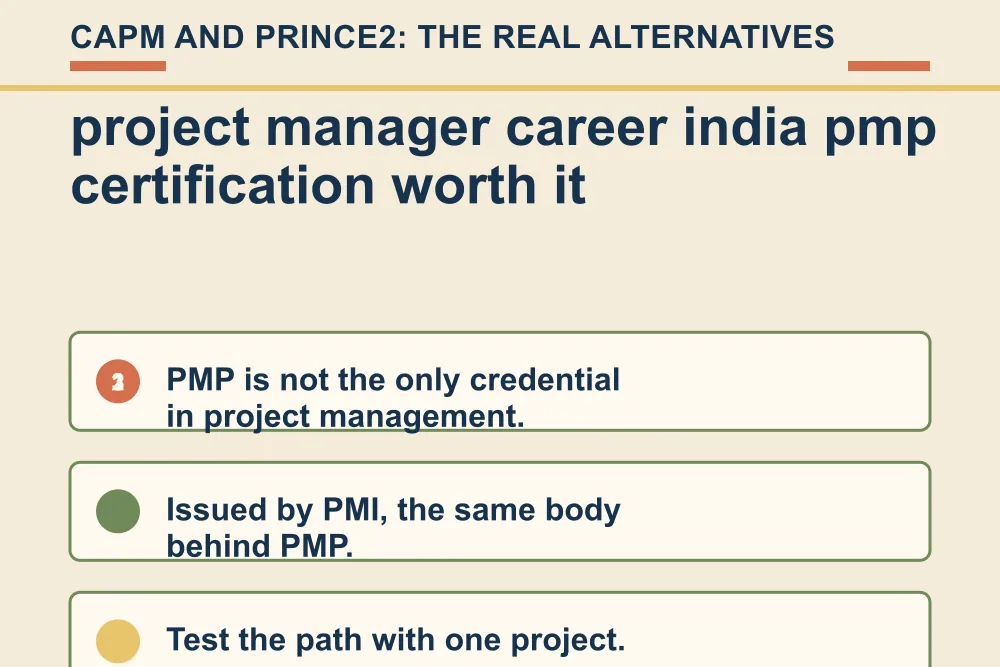 CAPM AND PRINCE2: THE REAL ALTERNATIVES
project manager career india pmp
certification worth it
PMP is not the only credential
in project management.
Issued by PMI, the same body
behind PMP.
Test the path with one project.